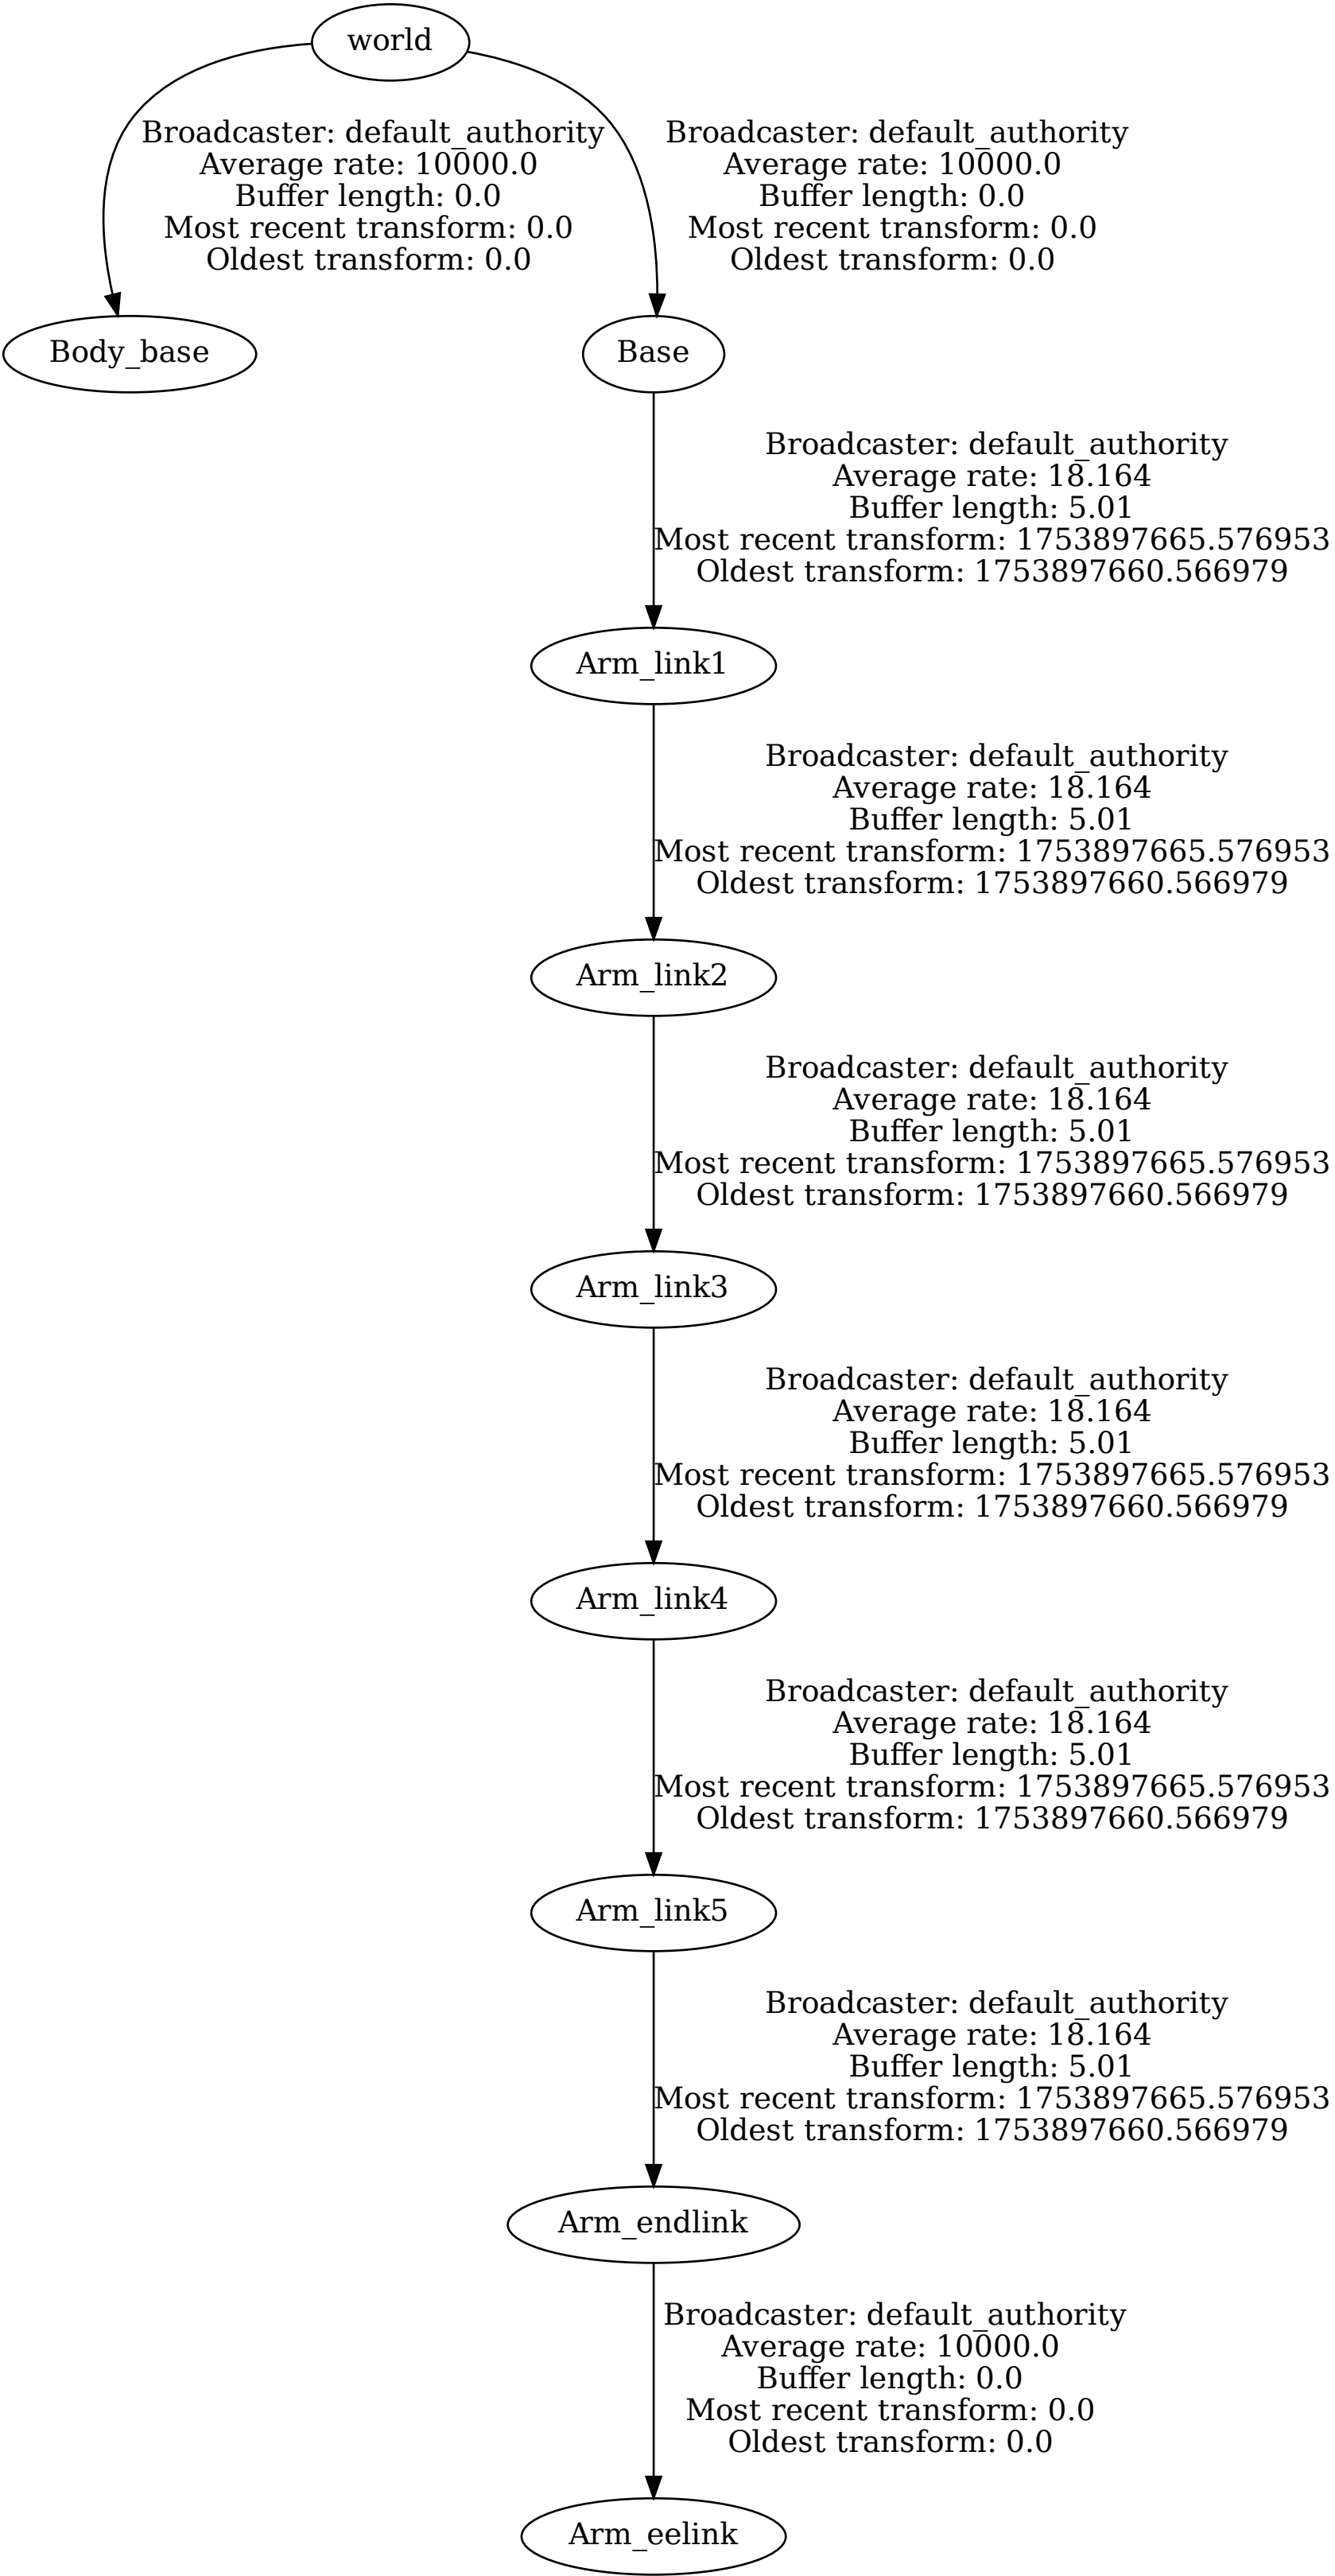 world
Broadcaster: default_authority
Average rate: 10000.0
Buffer length: 0.0
Most recent transform: 0.0
Oldest transform: 0.0
Broadcaster: default_authority
Average rate: 10000.0
Buffer length: 0.0
Most recent transform: 0.0
Oldest transform: 0.0
Body_base
Base
Broadcaster: default_authority
Average rate: 18.164
Buffer length: 5.01
Most recent transform: 1753897665.576953
Oldest transform: 1753897660.566979
Arm_link1
Broadcaster: default_authority
Average rate: 18.164
Buffer length: 5.01
Most recent transform: 1753897665.576953
Oldest transform: 1753897660.566979
Arm_link2
Broadcaster: default_authority
Average rate: 18.164
Buffer length: 5.01
Most recent transform: 1753897665.576953
Oldest transform: 1753897660.566979
Arm_link3
Broadcaster: default_authority
Average rate: 18.164
Buffer length: 5.01
Most recent transform: 1753897665.576953
Oldest transform: 1753897660.566979
Arm_link4
Broadcaster: default_authority
Average rate: 18.164
Buffer length: 5.01
Most recent transform: 1753897665.576953
Oldest transform: 1753897660.566979
Arm_link5
Broadcaster: default_authority
Average rate: 18.164
Buffer length: 5.01
Most recent transform: 1753897665.576953
Oldest transform: 1753897660.566979
Arm_endlink
Broadcaster: default_authority
Average rate: 10000.0
Buffer length: 0.0
Most recent transform: 0.0
Oldest transform: 0.0
Arm_eelink